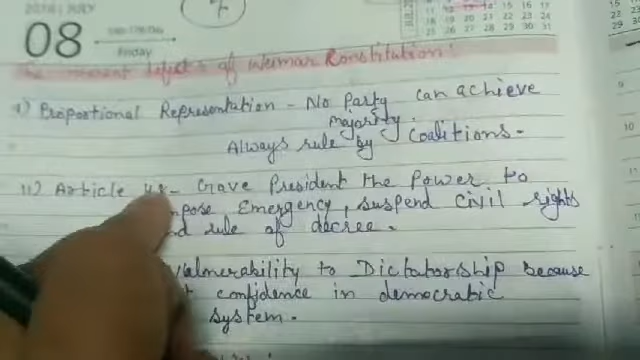 2016 | JULY
08
Friday
The inherent defects of Weimar Constitution:
i) Proportional Representation - No Party can achieve
majority.
Always rule by Coalitions.
ii) Article 48- Gave President the Power to
impose Emergency, suspend civil rights
and rule of decree.
Vulnerability to Dictatorship because
confidence in democratic
system.